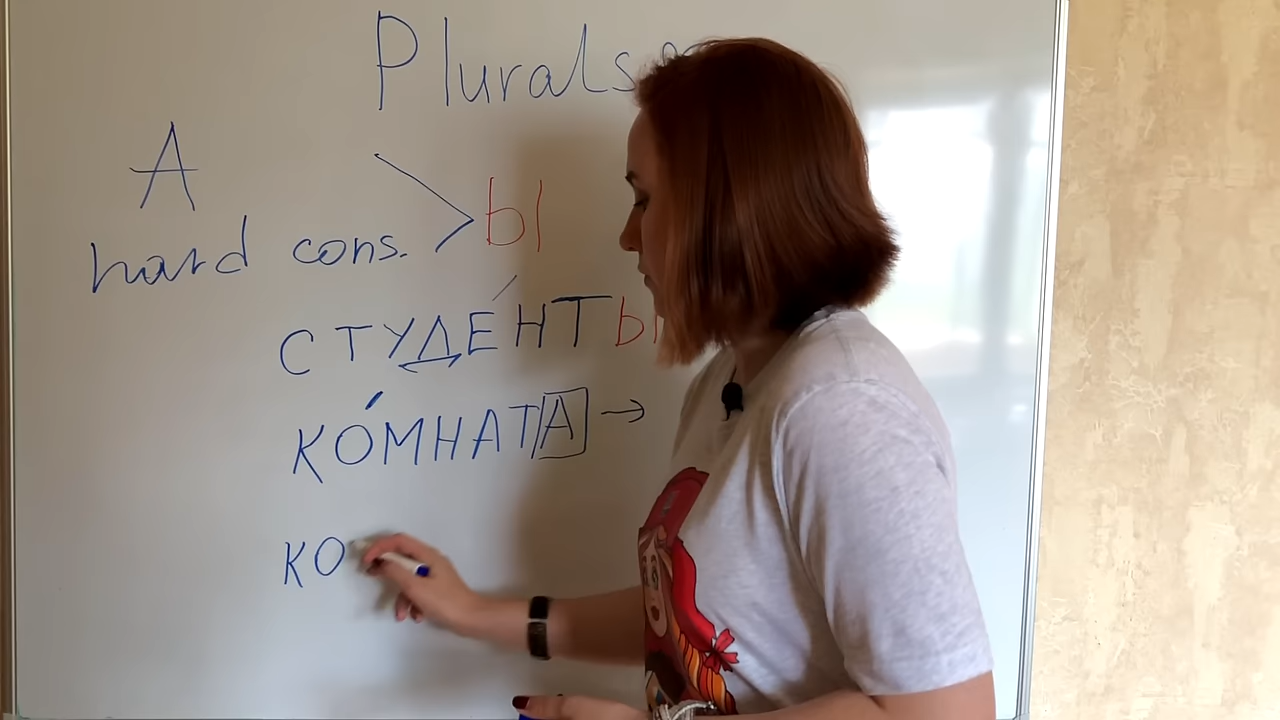 Plurals
А
hard cons. > Ы
СТУДЕ́НТЫ
КО́МНАТА →
КО